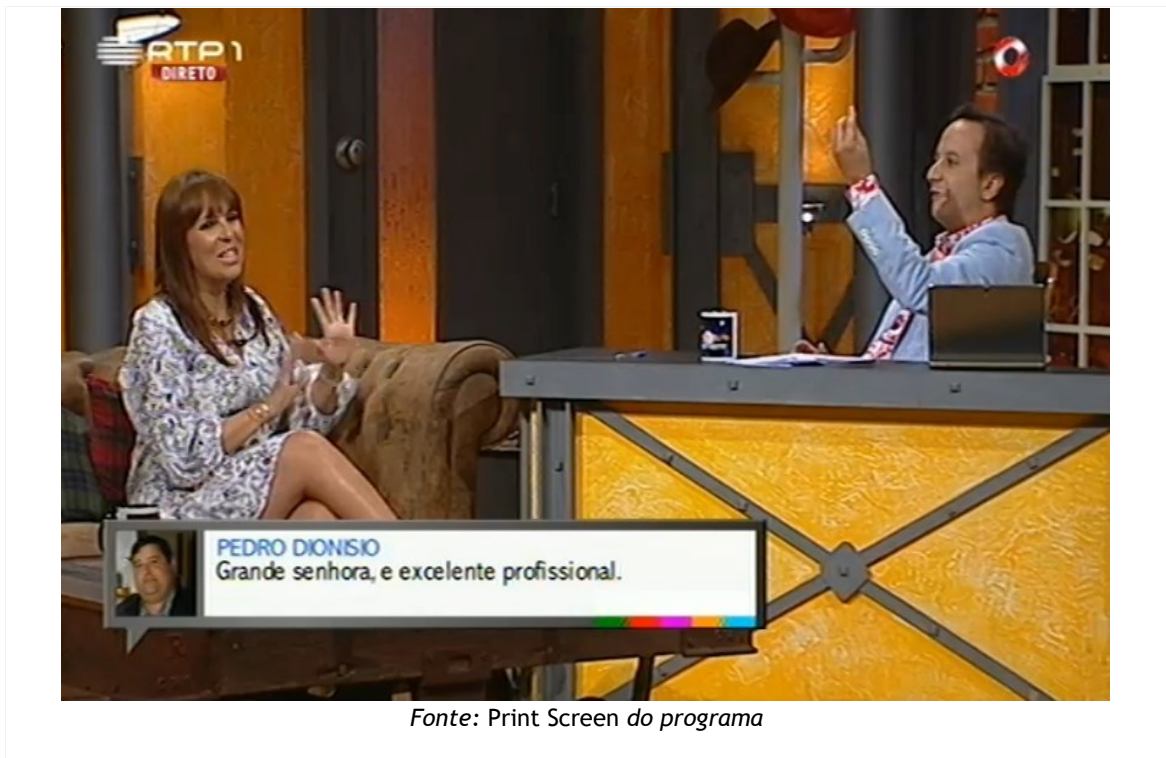 RTP1
DIRETO
PEDRO DIONISIO
Grande senhora, e excelente profissional.
Fonte: Print Screen do programa